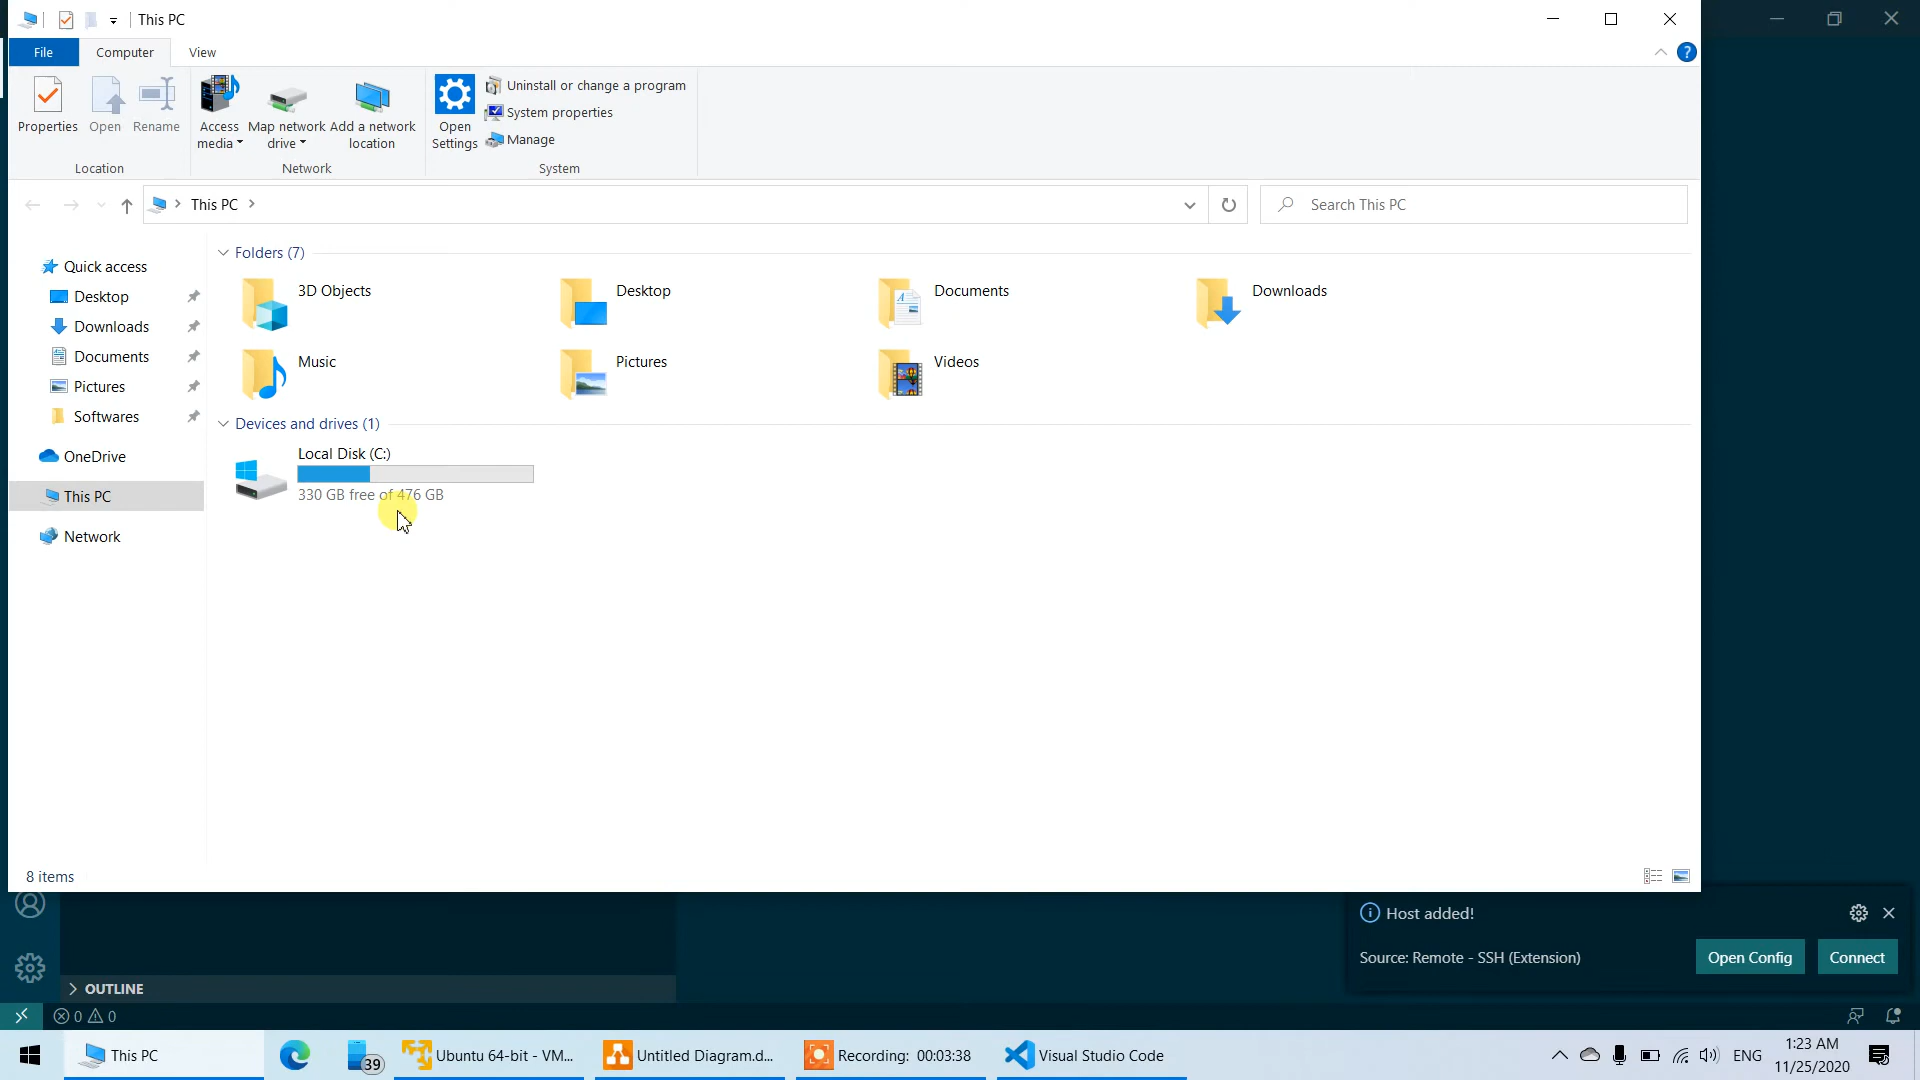 This PC
File
Computer
View
Properties
Open
Rename
Access
media
Map network
drive
Add a network
location
Open
Settings
Uninstall or change a program
System properties
Manage
Location
Network
System
This PC
Search This PC
Quick access
Desktop
Downloads
Documents
Pictures
Softwares
OneDrive
This PC
Network
Folders (7)
3D Objects
Desktop
Documents
Downloads
Music
Pictures
Videos
Devices and drives (1)
Local Disk (C:)
330 GB free of 476 GB
8 items
Host added!
Source: Remote - SSH (Extension)
Open Config
Connect
OUTLINE
0 0
This PC
39
Ubuntu 64-bit - VM...
Untitled Diagram.d...
Recording: 00:03:38
Visual Studio Code
ENG
1:23 AM
11/25/2020